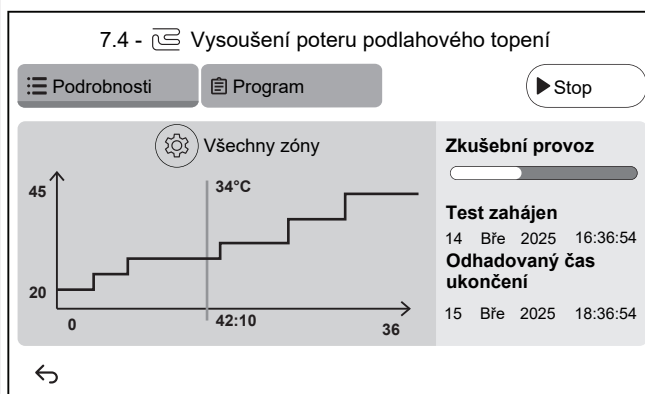 7.4 - Vysoušení poteru podlahového topení
Podrobnosti
Program
Stop
Všechny zóny
45
34°C
20
0
42:10
36
Zkušební provoz
Test zahájen
14 Bře 2025 16:36:54
Odhadovaný čas
ukončení
15 Bře 2025 18:36:54